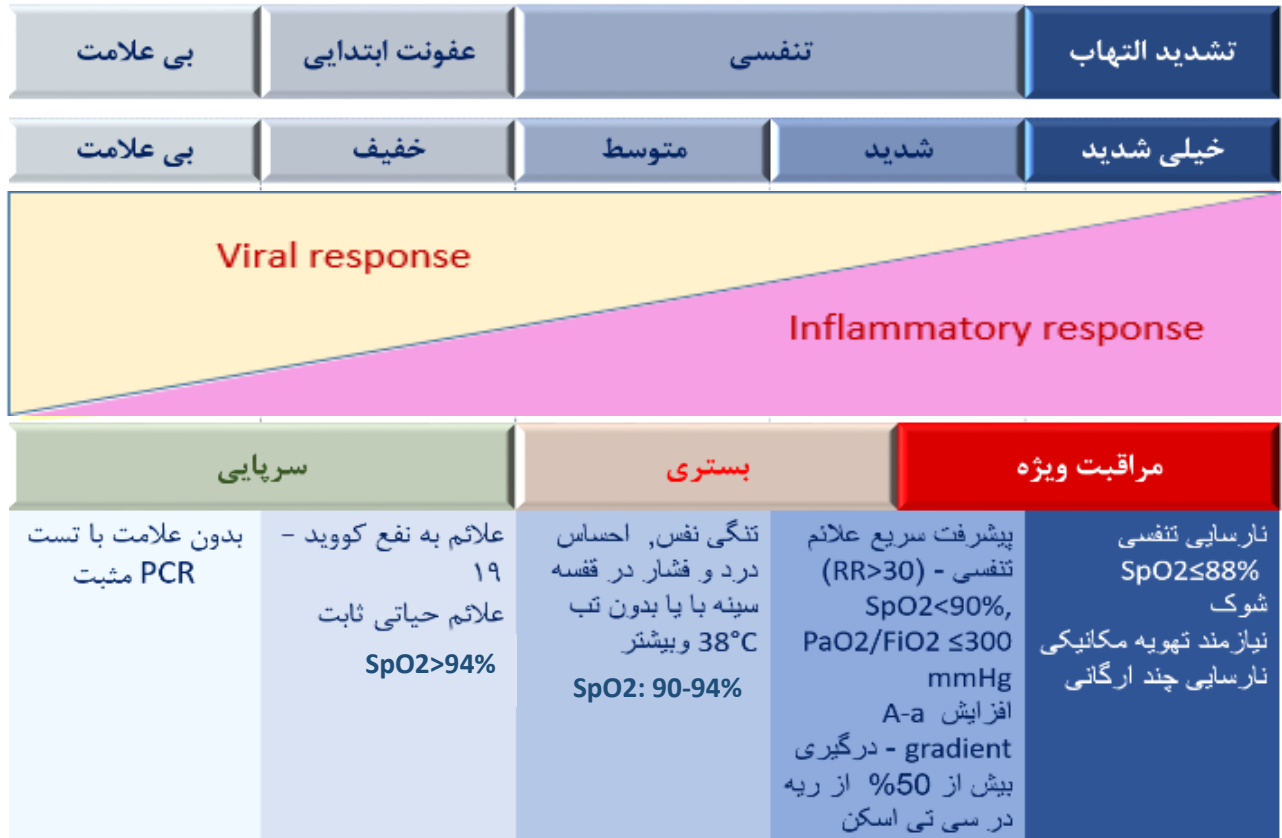 بی علامت
عفونت ابتدایی
تنفسی
تشدید التهاب
بی علامت
خفیف
متوسط
شدید
خیلی شدید
Viral response
Inflammatory response
سرپایی
بستری
مراقبت ویژه
بدون علامت با تست
PCR مثبت
علائم به نفع کووید –
۱۹
علائم حیاتی ثابت
SpO2>94%
تنگی نفس, احساس
درد و فشار در قفسه
سینه با یا بدون تب
38°C وبیشتر
SpO2: 90-94%
پیشرفت سریع علائم
تنفسی - (RR>30)
SpO2<90%,
PaO2/FiO2 ≤300
mmHg
افزایش A-a
gradient - درگیری
بیش از 50% از ریه
در سی تی اسکن
نارسایی تنفسی
SpO2≤88%
شوک
نیازمند تهویه مکانیکی
نارسایی چند ارگانی